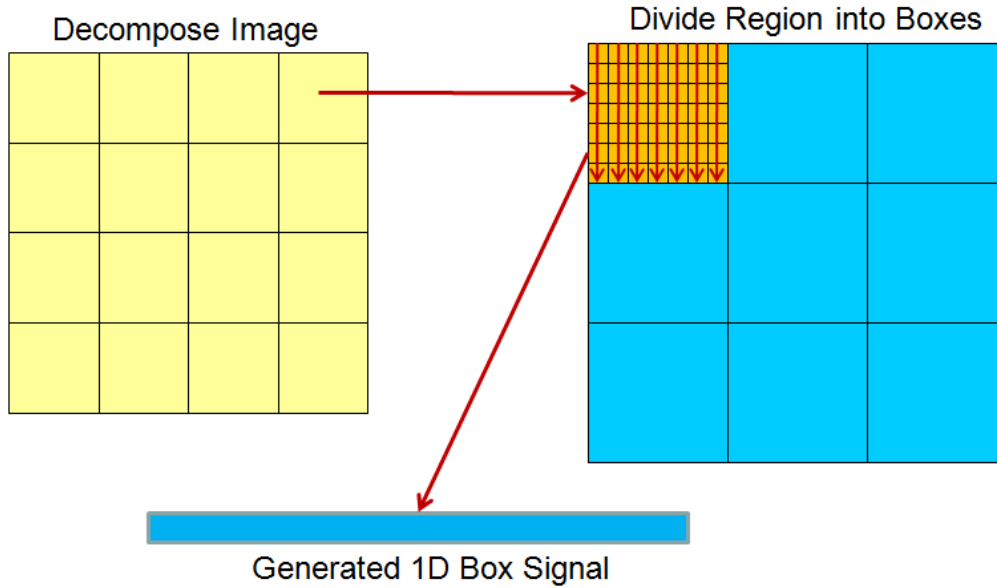 Decompose Image
Divide Region into Boxes
Generated 1D Box Signal